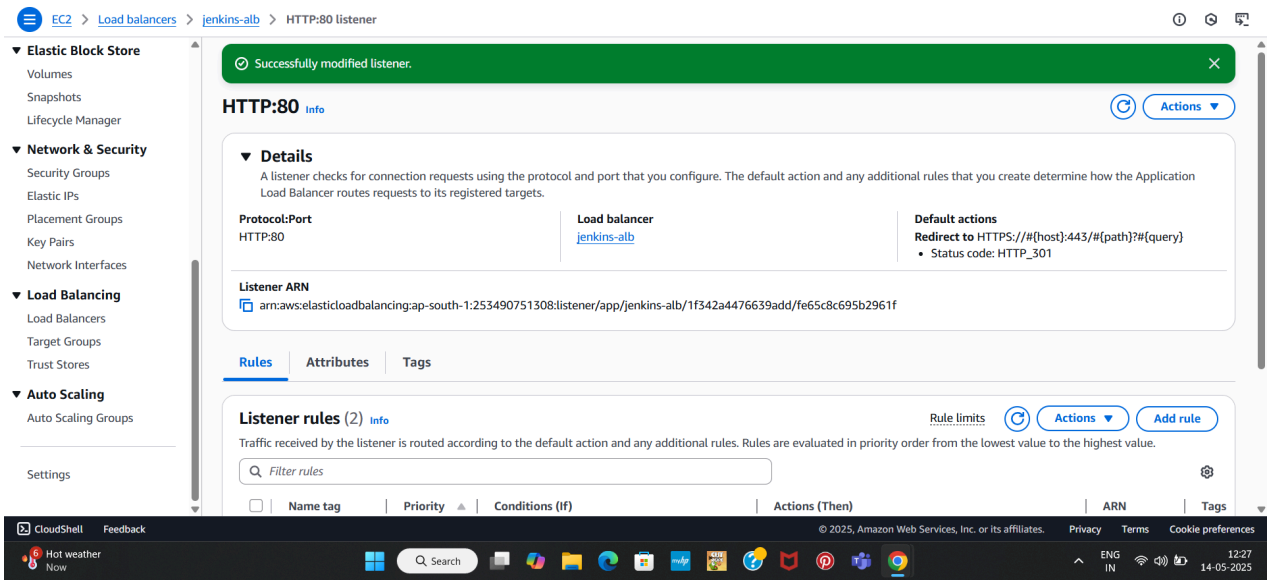 EC2 > Load balancers > jenkins-alb > HTTP:80 listener
Elastic Block Store
Volumes
Snapshots
Lifecycle Manager
Network & Security
Security Groups
Elastic IPs
Placement Groups
Key Pairs
Network Interfaces
Load Balancing
Load Balancers
Target Groups
Trust Stores
Auto Scaling
Auto Scaling Groups
Settings
Successfully modified listener.
HTTP:80 Info
Actions
Details
A listener checks for connection requests using the protocol and port that you configure. The default action and any additional rules that you create determine how the Application
Load Balancer routes requests to its registered targets.
Protocol:Port
HTTP:80
Load balancer
jenkins-alb
Default actions
Redirect to HTTPS://#{host}:443/#{path}?#{query}
• Status code: HTTP_301
Listener ARN
arn:aws:elasticloadbalancing:ap-south-1:253490751308:listener/app/jenkins-alb/1f342a4476639add/fe65c8c695b2961f
Rules Attributes Tags
Listener rules (2) Info
Rule limits Actions Add rule
Traffic received by the listener is routed according to the default action and any additional rules. Rules are evaluated in priority order from the lowest value to the highest value.
Filter rules
Name tag Priority Conditions (If) Actions (Then) ARN Tags
CloudShell Feedback © 2025, Amazon Web Services, Inc. or its affiliates. Privacy Terms Cookie preferences
6
Hot weather
Now
Search
myhp
ENG
IN
12:27
14-05-2025